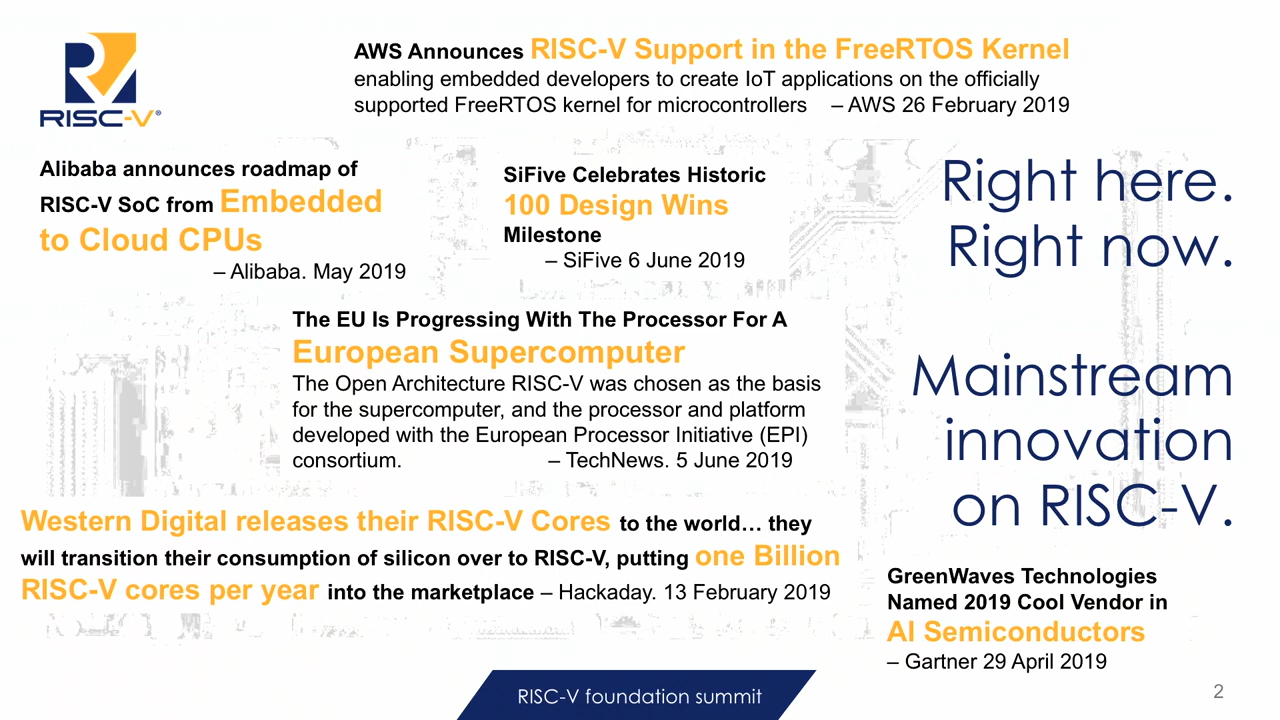 RISC-V®
AWS Announces RISC-V Support in the FreeRTOS Kernel
enabling embedded developers to create IoT applications on the officially
supported FreeRTOS kernel for microcontrollers – AWS 26 February 2019
Alibaba announces roadmap of
RISC-V SoC from Embedded
to Cloud CPUs
– Alibaba. May 2019
SiFive Celebrates Historic
100 Design Wins
Milestone
– SiFive 6 June 2019
Right here.
Right now.
The EU Is Progressing With The Processor For A
European Supercomputer
The Open Architecture RISC-V was chosen as the basis
for the supercomputer, and the processor and platform
developed with the European Processor Initiative (EPI)
consortium. – TechNews. 5 June 2019
Mainstream
innovation
on RISC-V.
Western Digital releases their RISC-V Cores to the world… they
will transition their consumption of silicon over to RISC-V, putting one Billion
RISC-V cores per year into the marketplace – Hackaday. 13 February 2019
GreenWaves Technologies
Named 2019 Cool Vendor in
AI Semiconductors
– Gartner 29 April 2019
RISC-V foundation summit
2